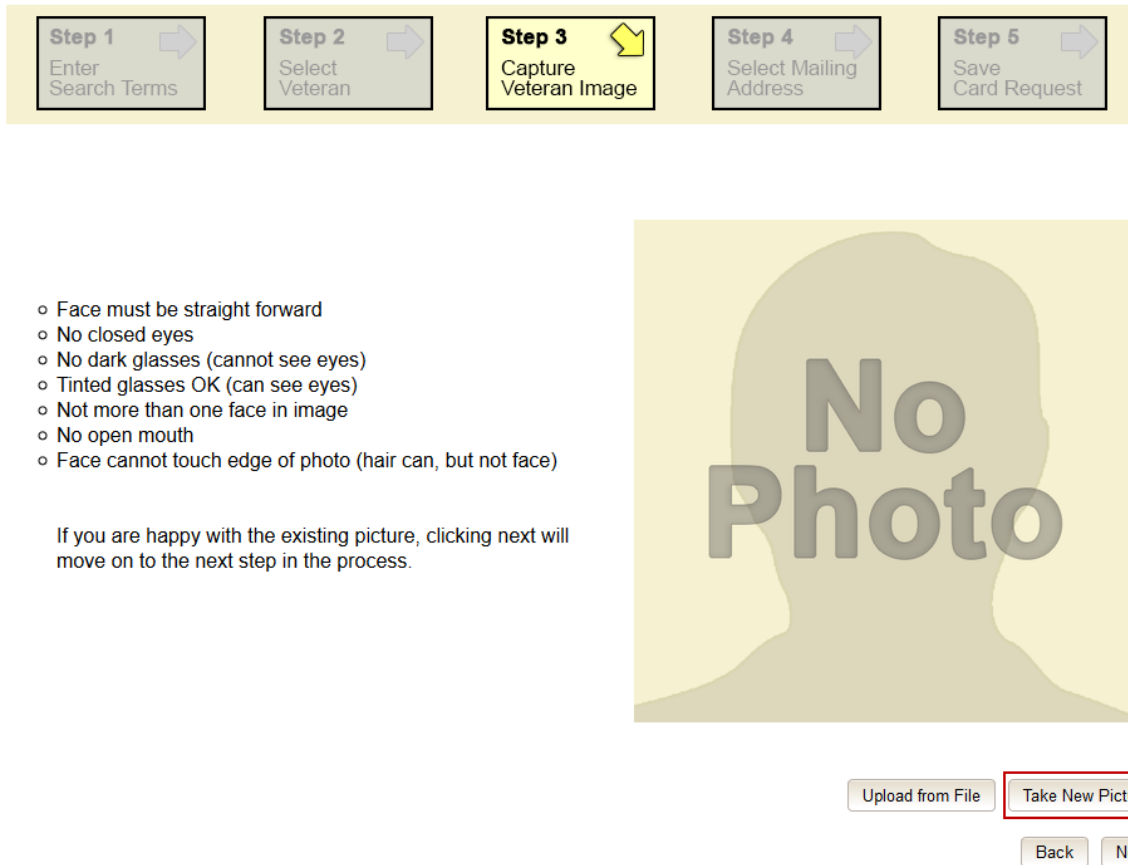 Step 1
Enter
Search Terms
Step 2
Select
Veteran
Step 3
Capture
Veteran Image
Step 4
Select Mailing
Address
Step 5
Save
Card Request
Face must be straight forward
No closed eyes
No dark glasses (cannot see eyes)
Tinted glasses OK (can see eyes)
Not more than one face in image
No open mouth
Face cannot touch edge of photo (hair can, but not face)
If you are happy with the existing picture, clicking next will
move on to the next step in the process.
No
Photo
Upload from File
Take New Pict
Back
N